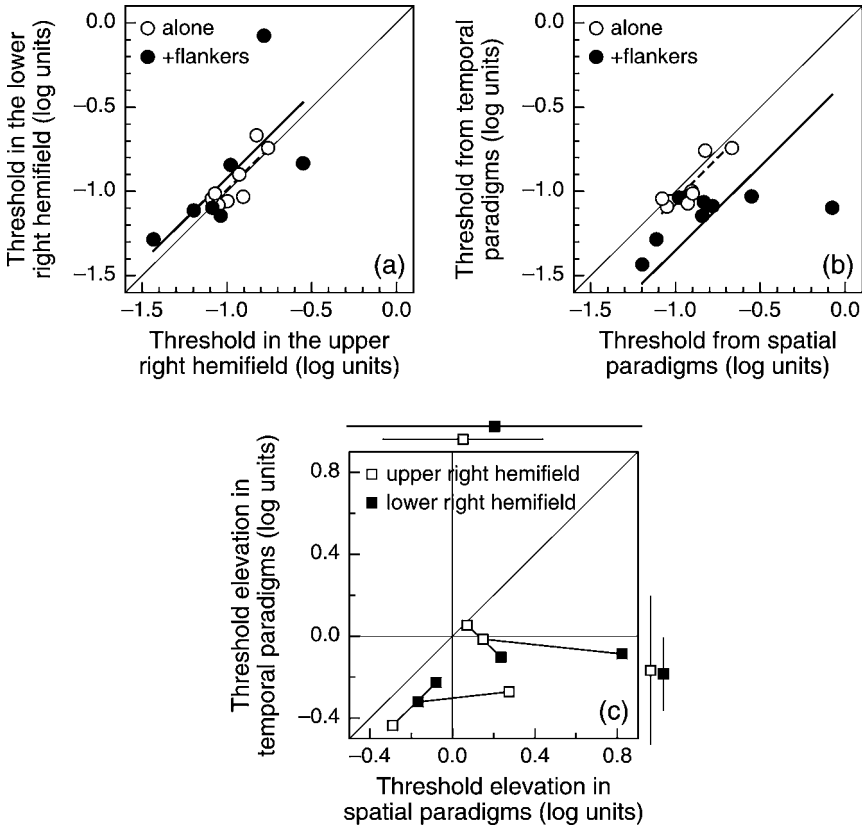 0.0
−0.5
−1.0
−1.5
Threshold in the lower
right hemifield (log units)
alone
+flankers
(a)
−1.5
−1.0
−0.5
0.0
Threshold in the upper
right hemifield (log units)
0.0
−0.5
−1.0
−1.5
Threshold from temporal
paradigms (log units)
alone
+flankers
(b)
−1.5
−1.0
−0.5
0.0
Threshold from spatial
paradigms (log units)
0.8
0.4
0.0
−0.4
Threshold elevation in
temporal paradigms (log units)
upper right hemifield
lower right hemifield
(c)
−0.4
0.0
0.4
0.8
Threshold elevation in
spatial paradigms (log units)